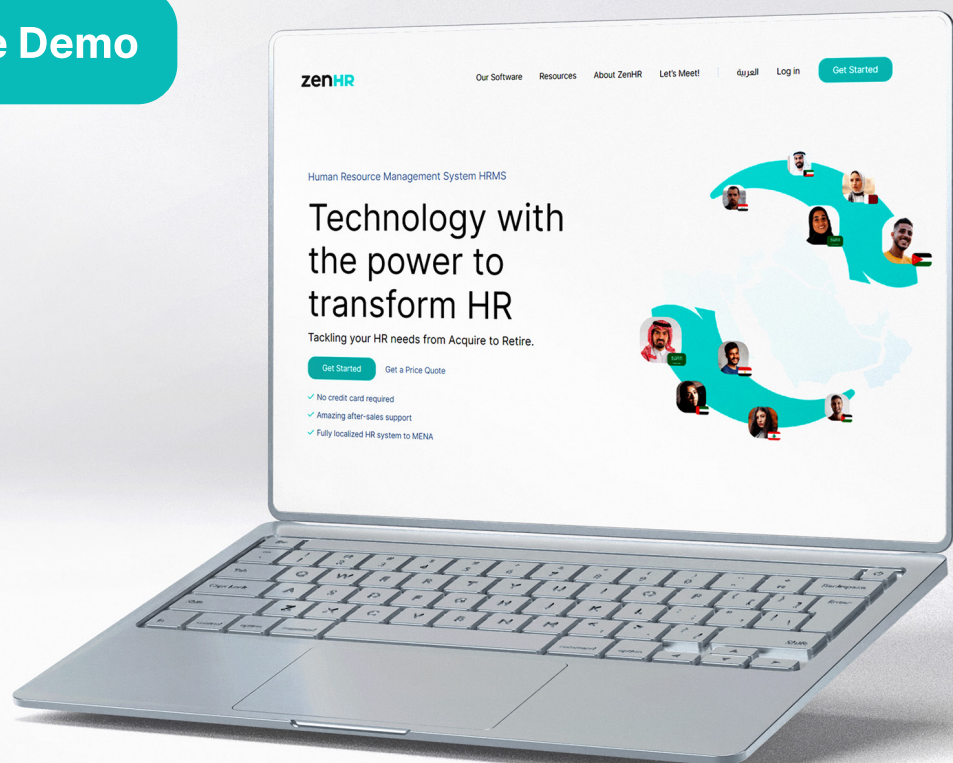 e Demo
zenHR
Our Software Resources About ZenHR Let's Meet! العربية Log in Get Started
Human Resource Management System HRMS
Technology with
the power to
transform HR
Tackling your HR needs from Acquire to Retire.
Get Started Get a Price Quote
✓ No credit card required
✓ Amazing after-sales support
✓ Fully localized HR system to MENA